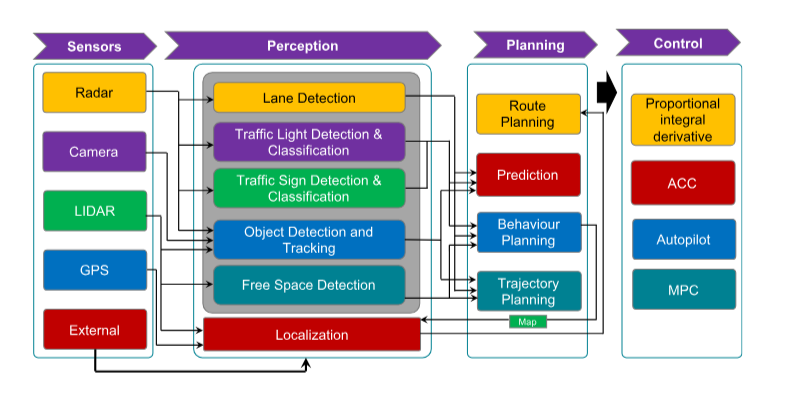 Sensors
Perception
Planning
Control
Radar
Camera
LIDAR
GPS
External
Lane Detection
Traffic Light Detection &
Classification
Traffic Sign Detection &
Classification
Object Detection and
Tracking
Free Space Detection
Localization
Route
Planning
Prediction
Behaviour
Planning
Trajectory
Planning
Map
Proportional
integral
derivative
ACC
Autopilot
MPC